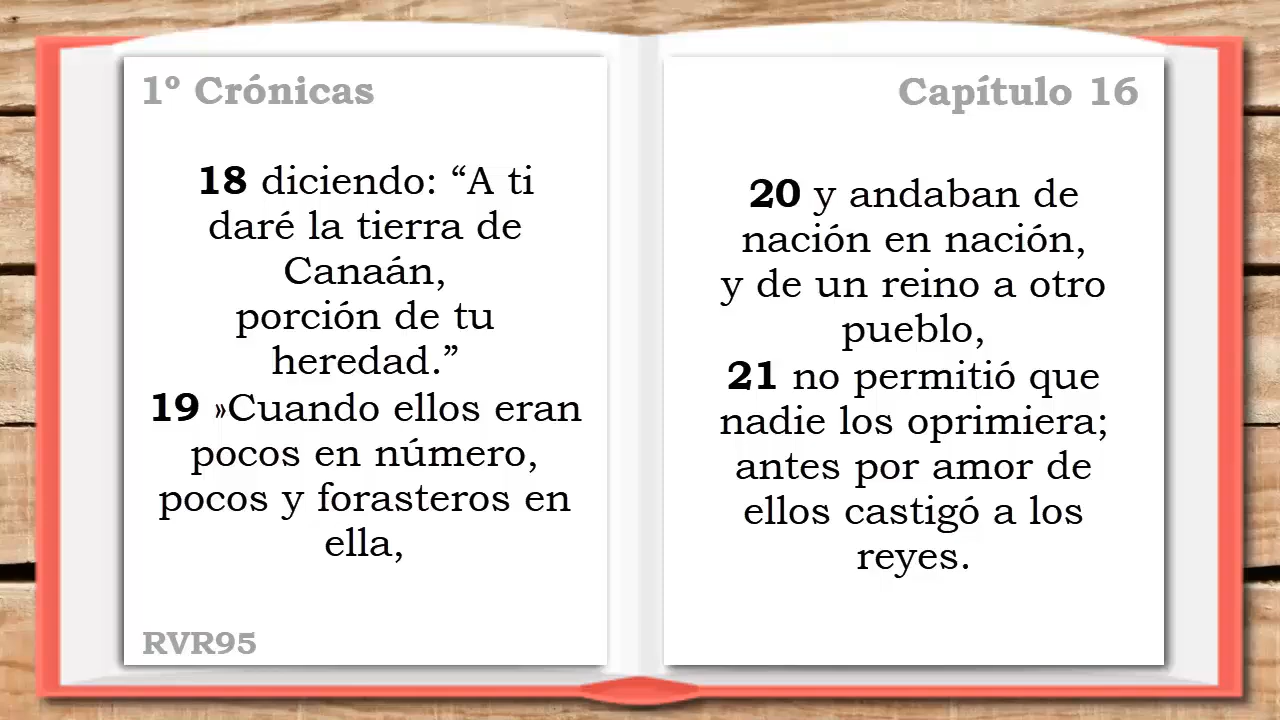 1º Crónicas
18 diciendo: “A ti
daré la tierra de
Canaán,
porción de tu
heredad.”
19 »Cuando ellos eran
pocos en número,
pocos y forasteros en
ella,
RVR95
Capítulo 16
20 y andaban de
nación en nación,
y de un reino a otro
pueblo,
21 no permitió que
nadie los oprimiera;
antes por amor de
ellos castigó a los
reyes.